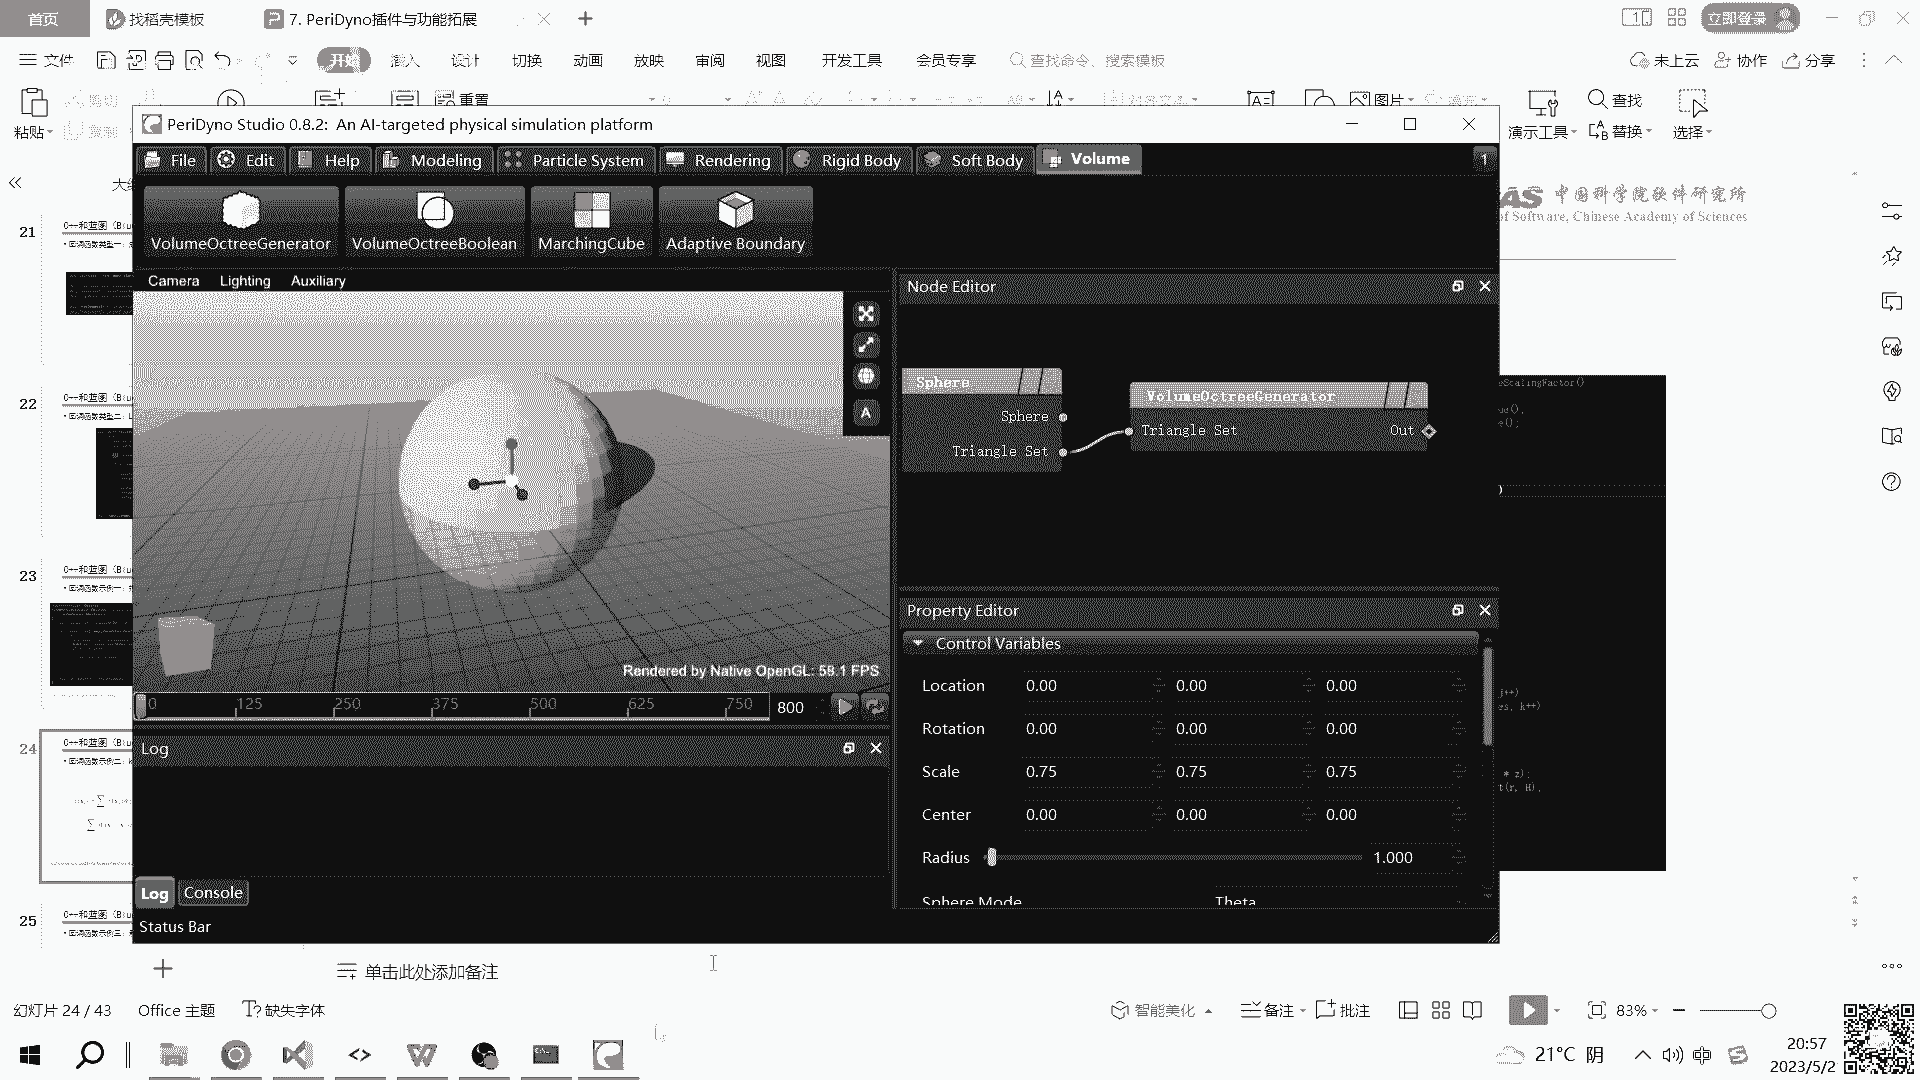 首页
找稻壳模板
7. PeriDyno插件与功能拓展
立即登录
文件
开始
插入
设计
切换
动画
放映
审阅
视图
开发工具
会员专享
查找命令、搜索模板
未上云
协作
分享
粘贴
重置
图片
演示工具
查找
替换
选择
PeriDyno Studio 0.8.2: An AI-targeted physical simulation platform
File
Edit
Help
Modeling
Particle System
Rendering
Rigid Body
Soft Body
Volume
1
VolumeOctreeGenerator
VolumeOctreeBoolean
MarchingCube
Adaptive Boundary
中国科学院软件研究所
of Software, Chinese Academy of Sciences
Camera
Lighting
Auxiliary
A
Rendered by Native OpenGL: 58.1 FPS
0
125
250
375
500
625
750
800
Log
Log
Console
Status Bar
Node Editor
Sphere
Sphere
Triangle Set
VolumeOctreeGenerator
Triangle Set
Out
Property Editor
Control Variables
Location 0.00 0.00 0.00
Rotation 0.00 0.00 0.00
Scale 0.75 0.75 0.75
Center 0.00 0.00 0.00
Radius 1.000
Sphere Mode Theta
21
22
23
24
25
单击此处添加备注
幻灯片 24 / 43
Office 主题
缺失字体
智能美化
备注
批注
83%
21°C 阴
中
20:57
2023/5/2